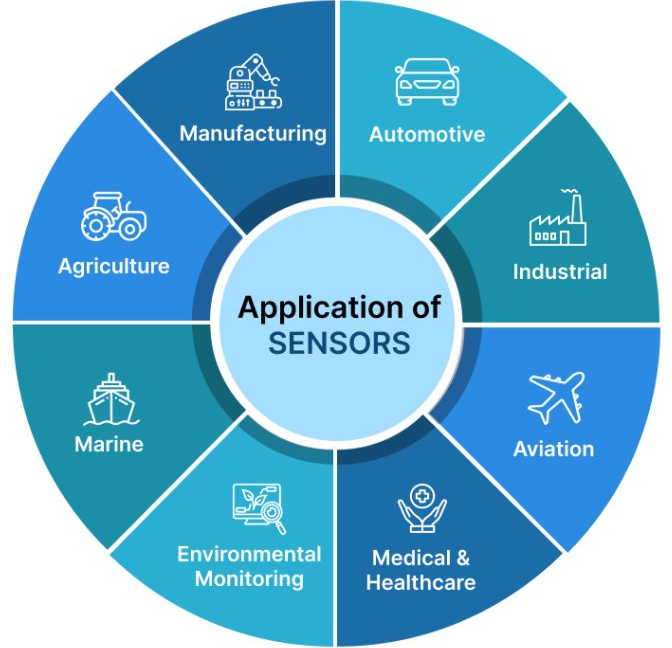 Application of
SENSORS
Automotive
Industrial
Aviation
Medical &
Healthcare
Environmental
Monitoring
Marine
Agriculture
Manufacturing